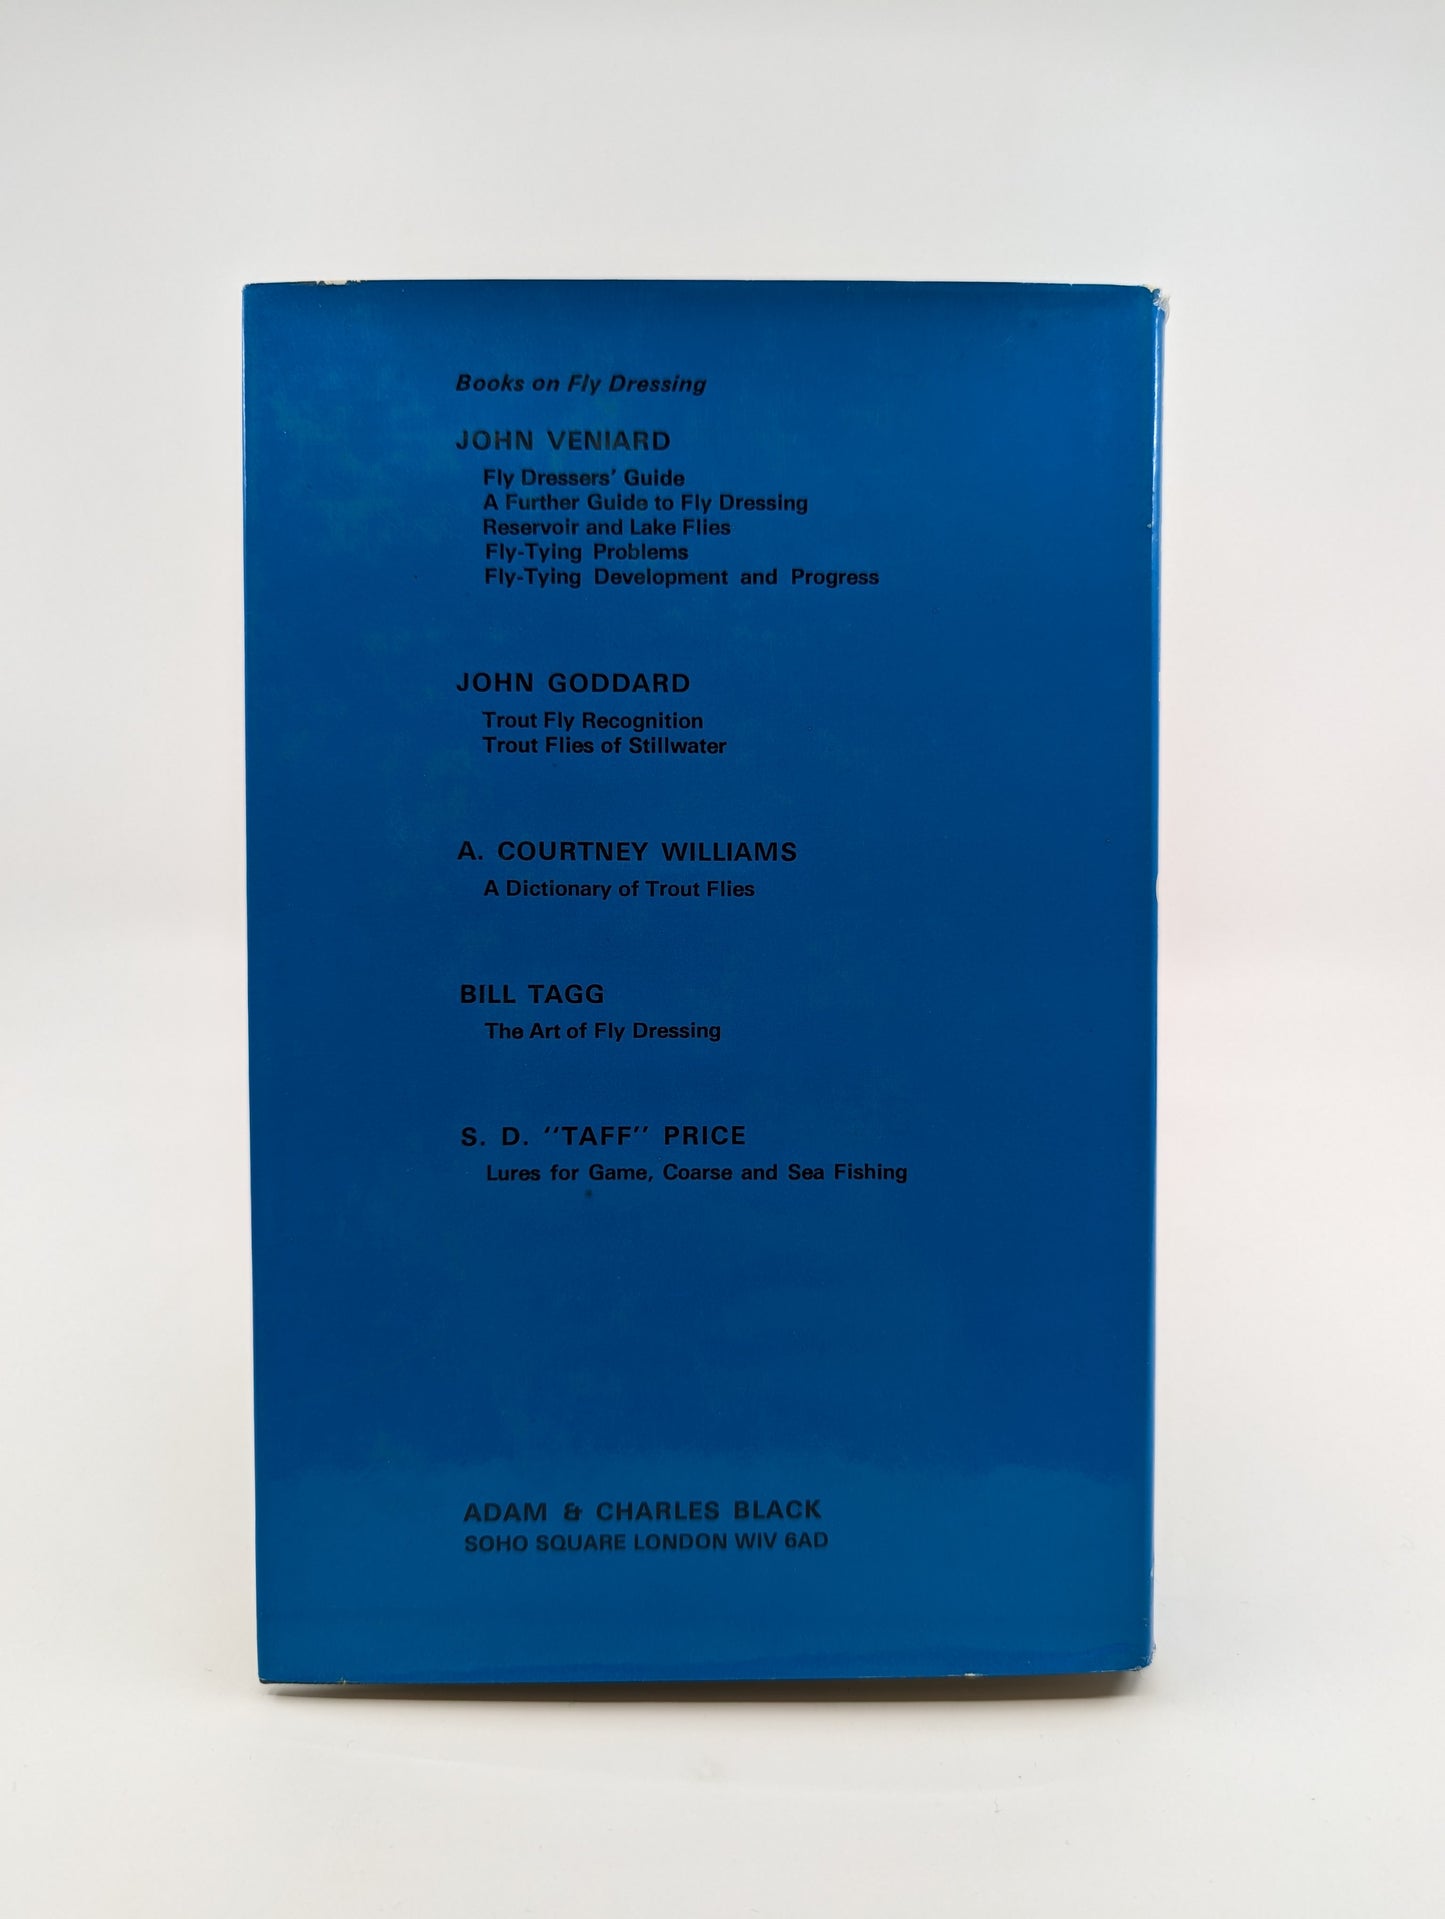 Books on Fly Dressing
JOHN VENIARD
Fly Dressers' Guide
A Further Guide to Fly Dressing
Reservoir and Lake Flies
Fly-Tying Problems
Fly-Tying Development and Progress
JOHN GODDARD
Trout Fly Recognition
Trout Flies of Stillwater
A. COURTNEY WILLIAMS
A Dictionary of Trout Flies
BILL TAGG
The Art of Fly Dressing
S. D. "TAFF" PRICE
Lures for Game, Coarse and Sea Fishing
ADAM & CHARLES BLACK
SOHO SQUARE LONDON WIV 6AD